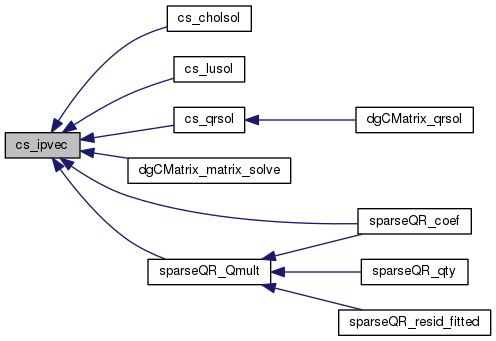 cs_cholsol
cs_lusol
cs_qrsol
dgCMatrix_qrsol
cs_ipvec
dgCMatrix_matrix_solve
sparseQR_coef
sparseQR_Qmult
sparseQR_qty
sparseQR_resid_fitted